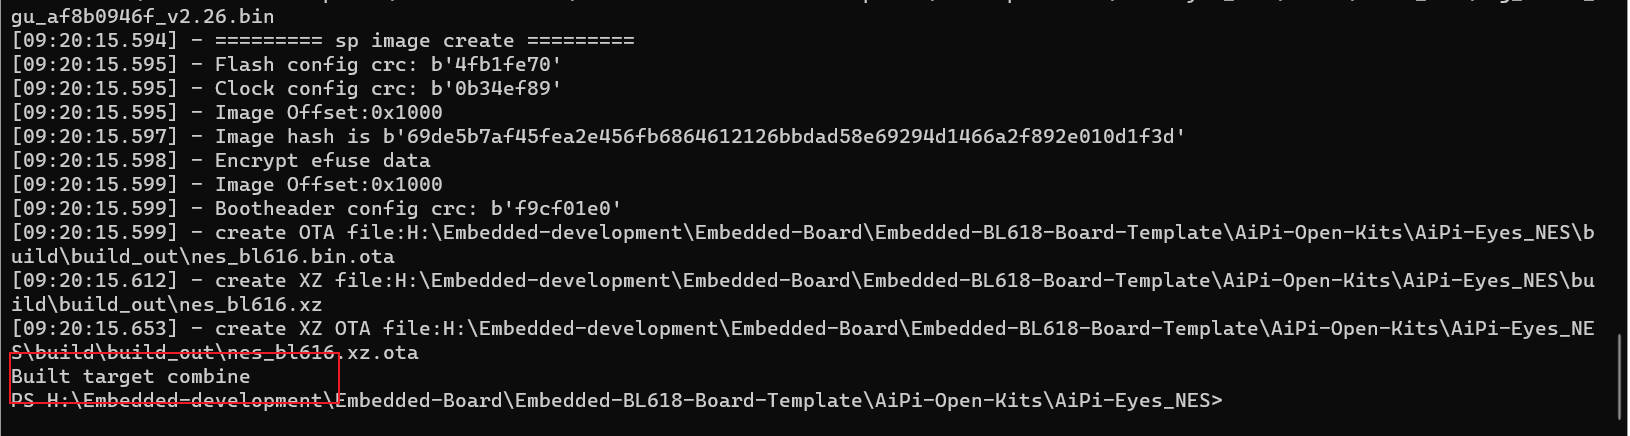 gu_af8b0946f_v2.26.bin
[09:20:15.594] - ========= sp image create =========
[09:20:15.595] - Flash config crc: b'4fb1fe70'
[09:20:15.595] - Clock config crc: b'0b34ef89'
[09:20:15.595] - Image Offset:0x1000
[09:20:15.597] - Image hash is b'69de5b7af45fea2e456fb6864612126bbdad58e69294d1466a2f892e010d1f3d'
[09:20:15.598] - Encrypt efuse data
[09:20:15.599] - Image Offset:0x1000
[09:20:15.599] - Bootheader config crc: b'f9cf01e0'
[09:20:15.599] - create OTA file:H:\Embedded-development\Embedded-Board\Embedded-BL618-Board-Template\AiPi-Open-Kits\AiPi-Eyes_NES\b
uild\build_out\nes_bl616.bin.ota
[09:20:15.612] - create XZ file:H:\Embedded-development\Embedded-Board\Embedded-BL618-Board-Template\AiPi-Open-Kits\AiPi-Eyes_NES\bu
ild\build_out\nes_bl616.xz
[09:20:15.653] - create XZ OTA file:H:\Embedded-development\Embedded-Board\Embedded-BL618-Board-Template\AiPi-Open-Kits\AiPi-Eyes_NE
S\build\build_out\nes_bl616.xz.ota
Built target combine
PS H:\Embedded-development\Embedded-Board\Embedded-BL618-Board-Template\AiPi-Open-Kits\AiPi-Eyes_NES>